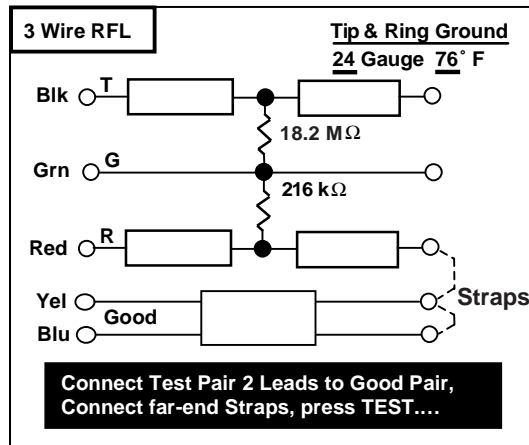 3 Wire RFL
Tip & Ring Ground
24 Gauge 76° F
Blk T
18.2 MΩ
Grn G
216 kΩ
Red R
Yel
Straps
Good
Blu
Connect Test Pair 2 Leads to Good Pair,
Connect far-end Straps, press TEST....